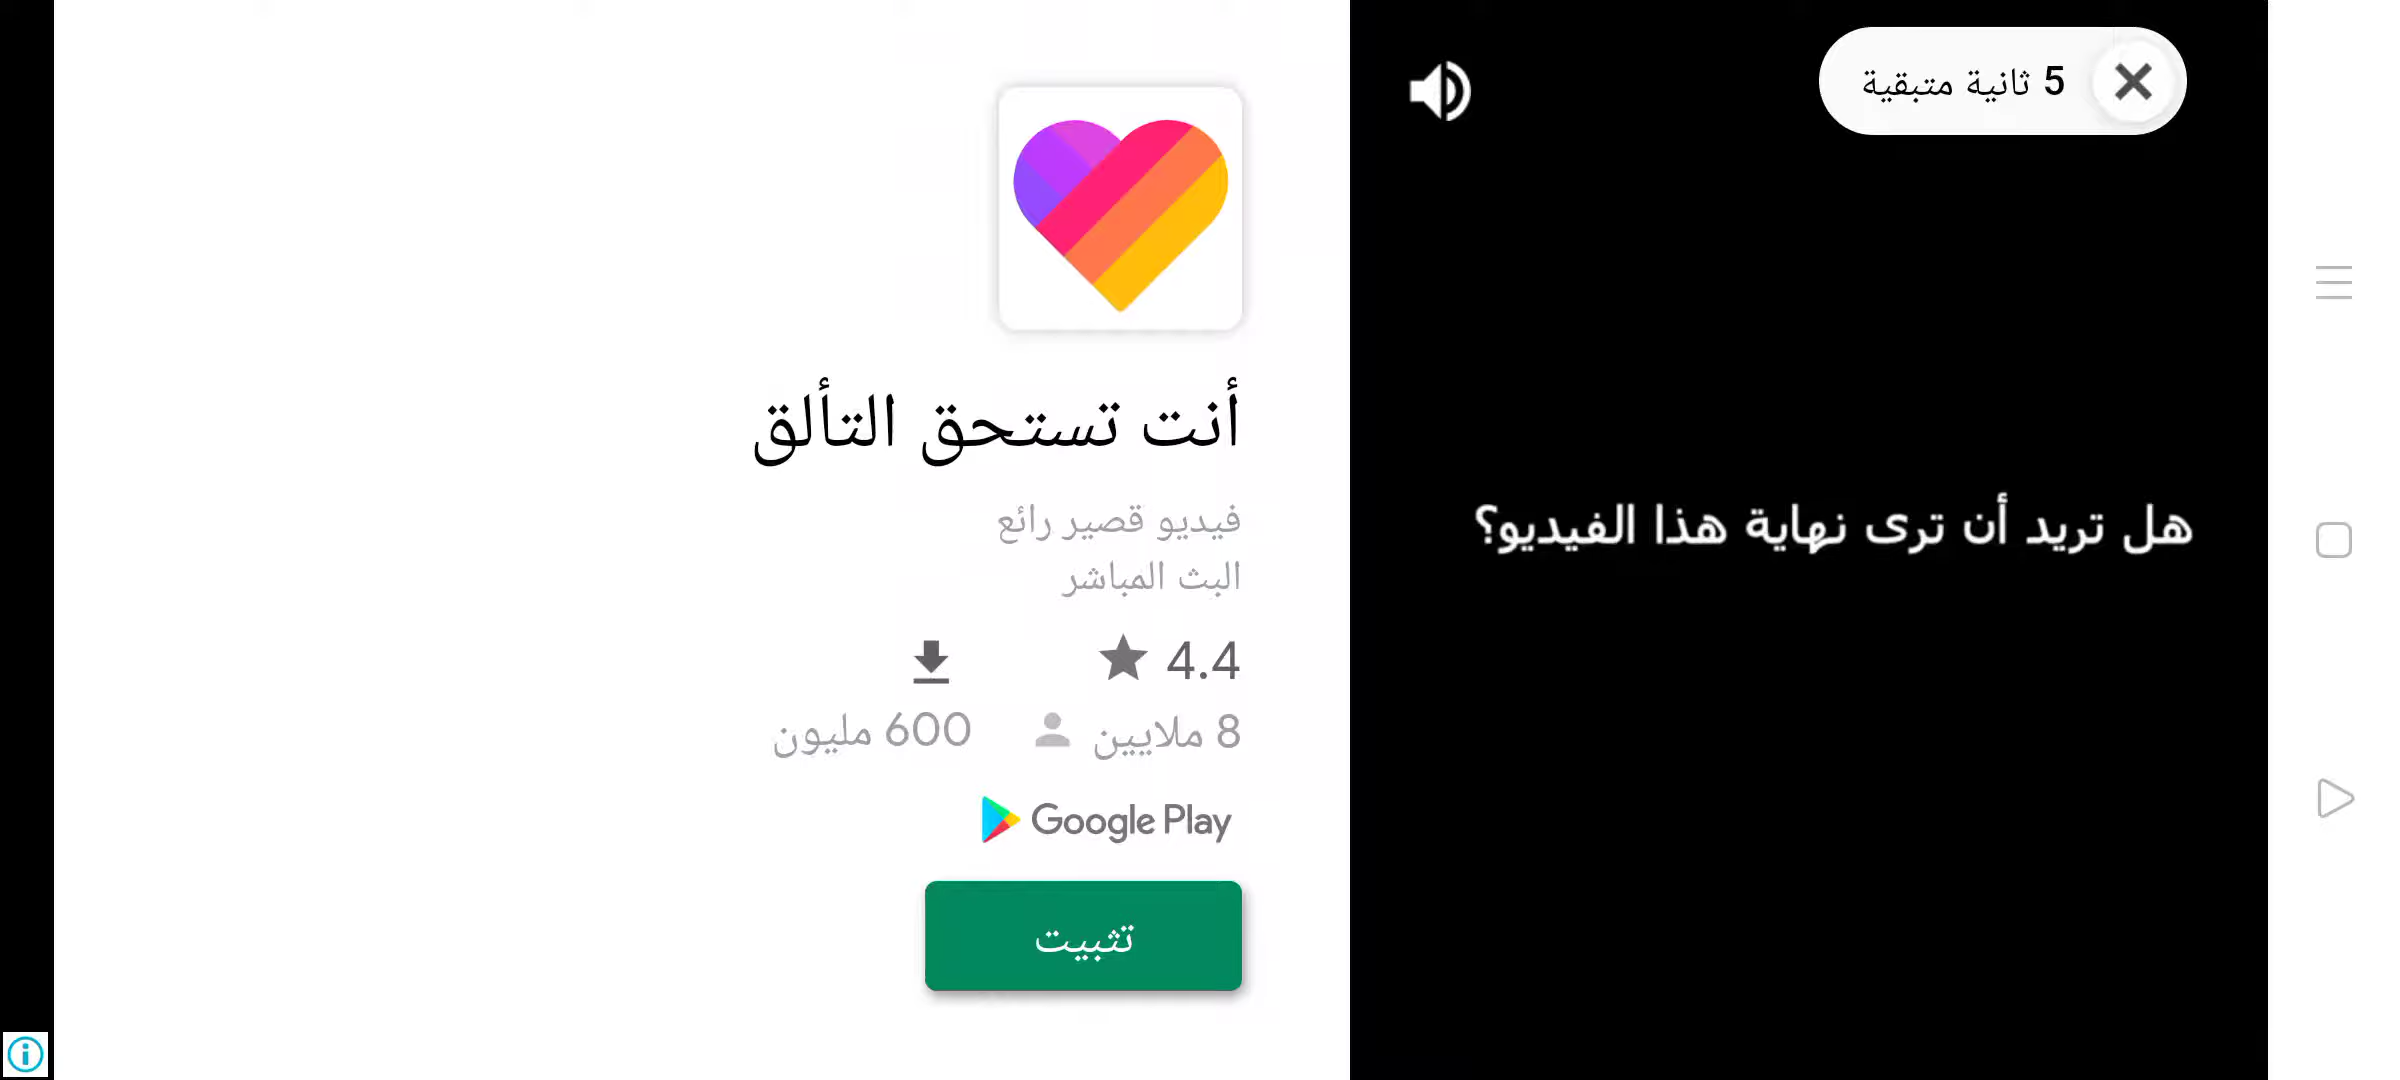 5 ثانية متبقية
هل تريد أن ترى نهاية هذا الفيديو؟
أنت تستحق التألق
فيديو قصير رائع
البث المباشر
4.4
8 ملايين
600 مليون
Google Play
تثبيت